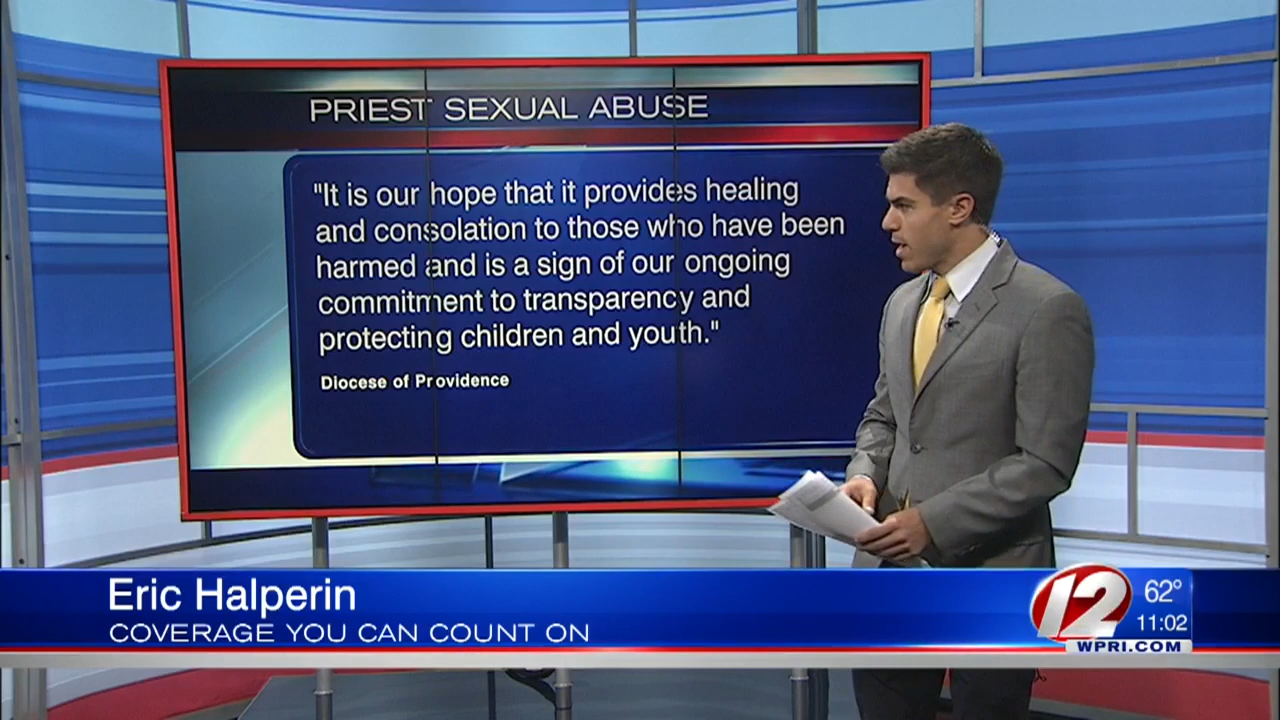 PRIEST SEXUAL ABUSE
"It is our hope that it provides healing
and consolation to those who have been
harmed and is a sign of our ongoing
commitment to transparency and
protecting children and youth."
Diocese of Providence
Eric Halperin
COVERAGE YOU CAN COUNT ON
12
62°
11:02
WPRI.COM